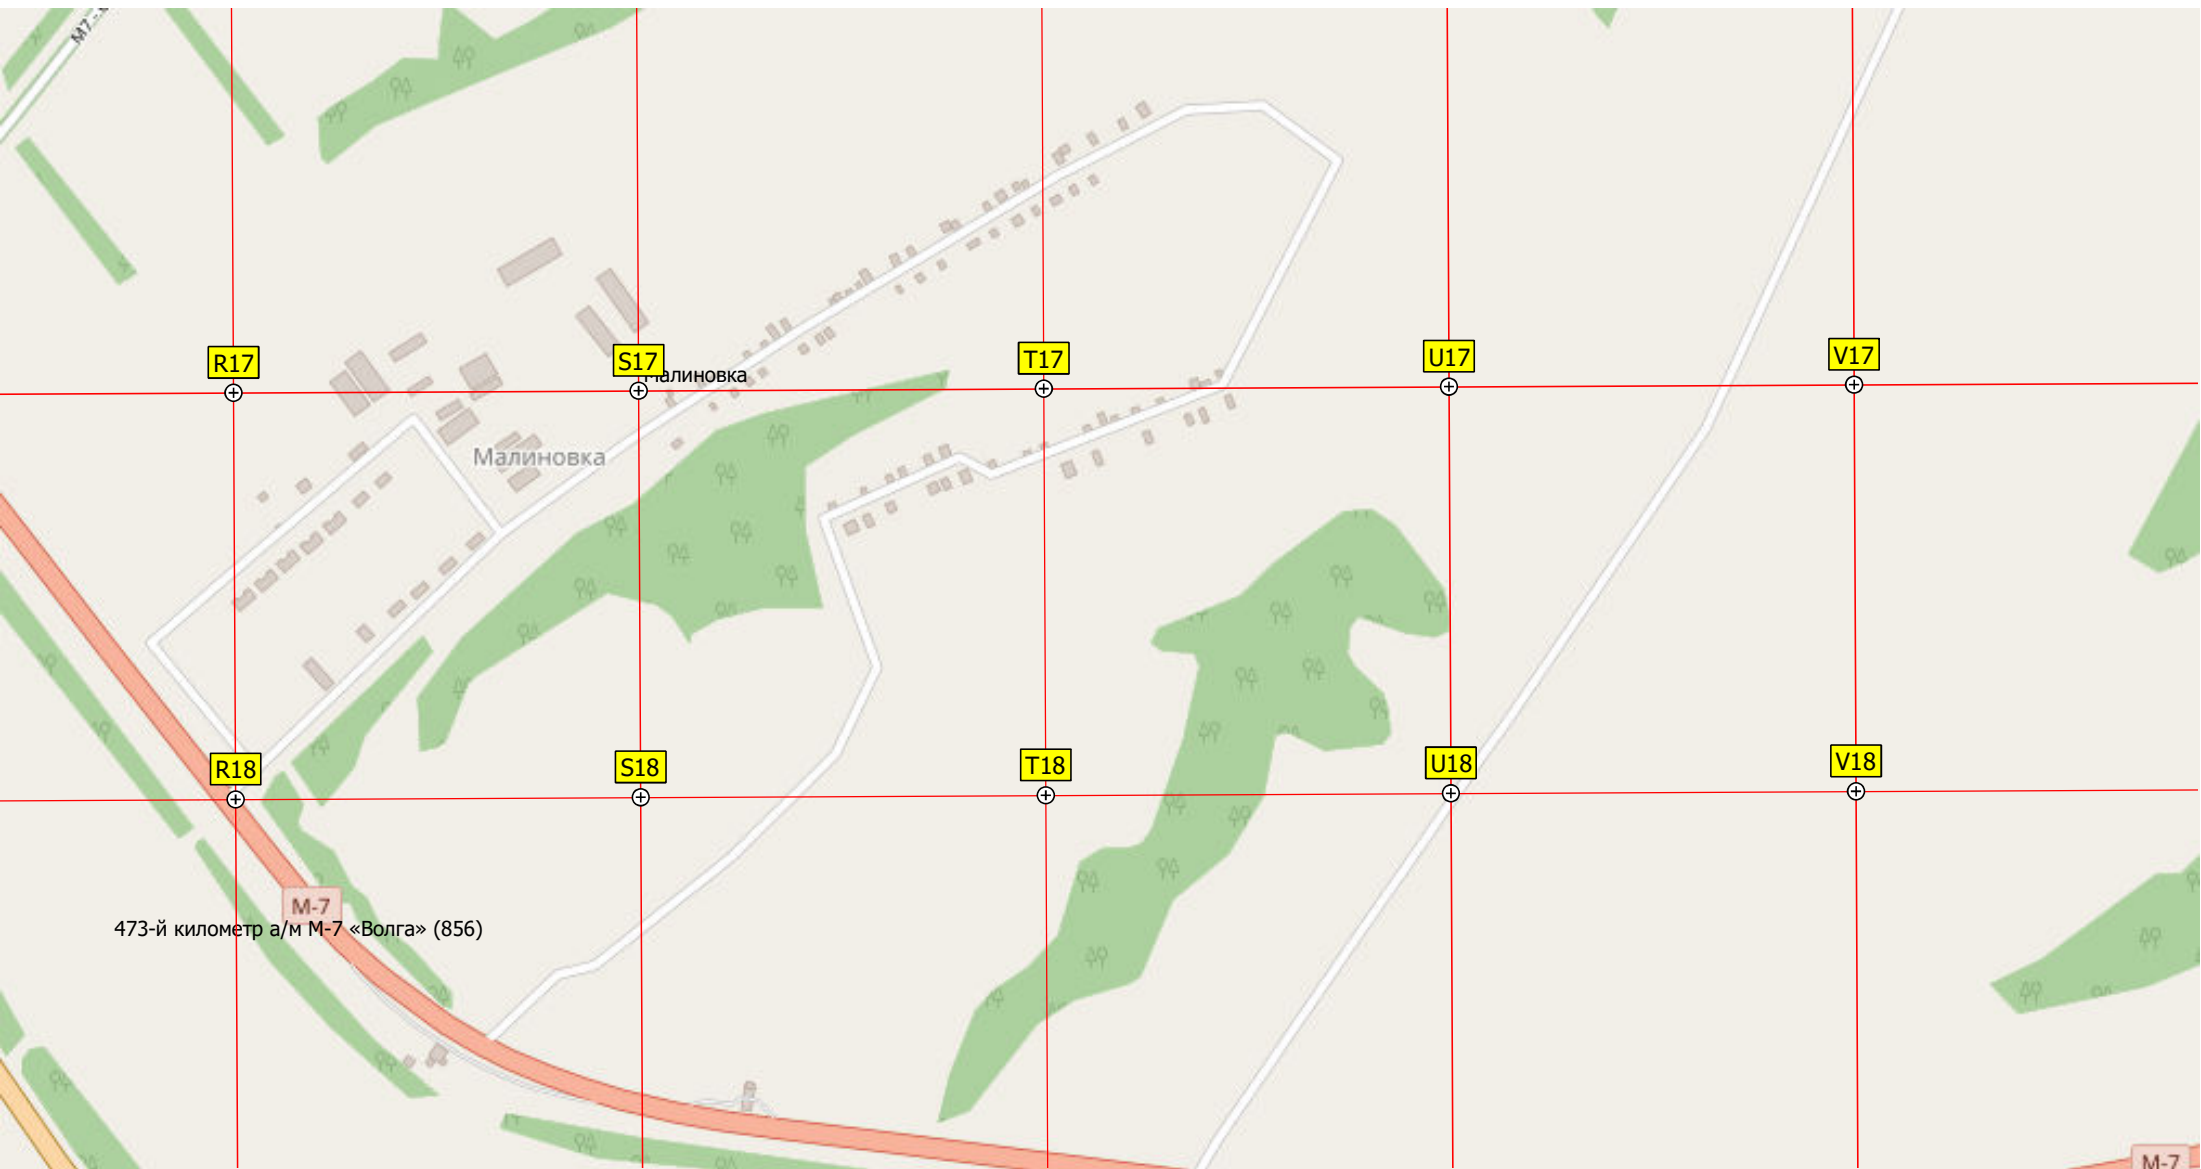 М7
R17
S17
T17
U17
V17
Малиновка
Малиновка
R18
S18
T18
U18
V18
М-7
473-й километр а/м М-7 «Волга» (856)
М-7